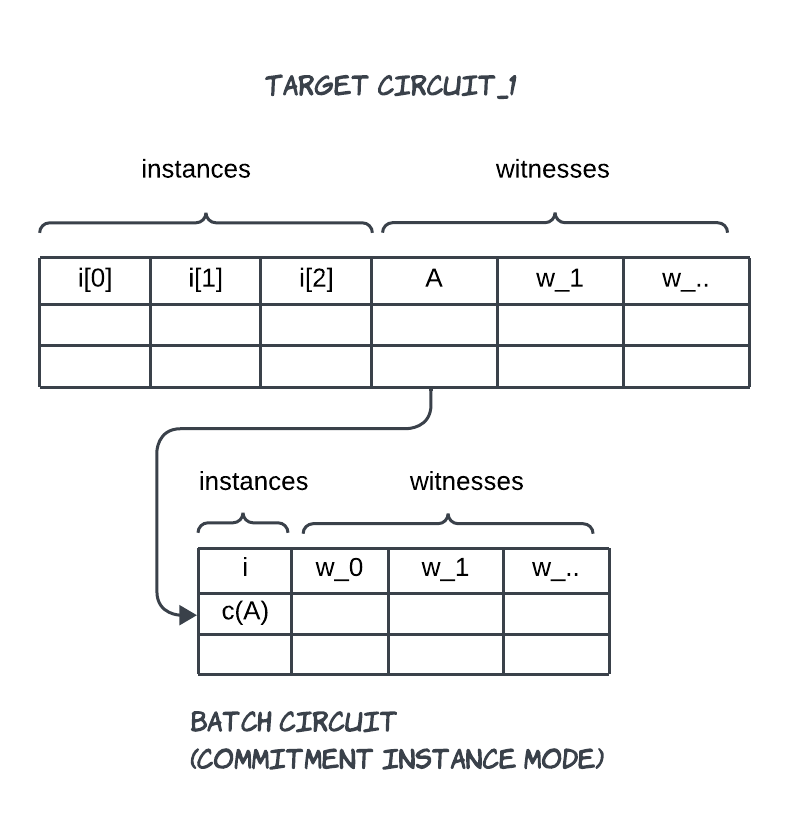 TARGET CIRCUIT_1
instances witnesses
i[0] i[1] i[2] A w_1 w_..
instances witnesses
i w_0 w_1 w_..
c(A)
BATCH CIRCUIT
(COMMITMENT INSTANCE MODE)